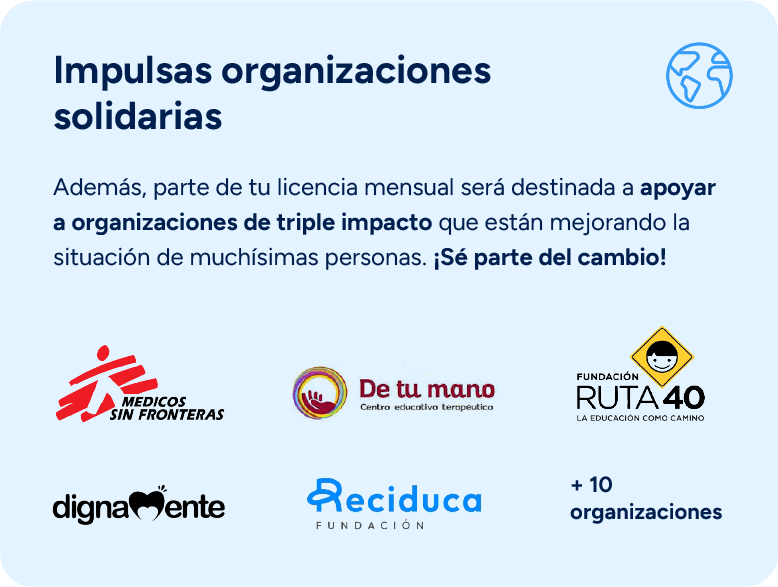 Impulsas organizaciones
solidarias
Además, parte de tu licencia mensual será destinada a apoyar
a organizaciones de triple impacto que están mejorando la
situación de muchísimas personas. ¡Sé parte del cambio!
MEDICOS
SIN FRONTERAS
De tu mano
Centro educativo terapéutico
FUNDACIÓN
RUTA 40
LA EDUCACIÓN COMO CAMINO
dignaMente
Reciduca
FUNDACIÓN
+ 10
organizaciones